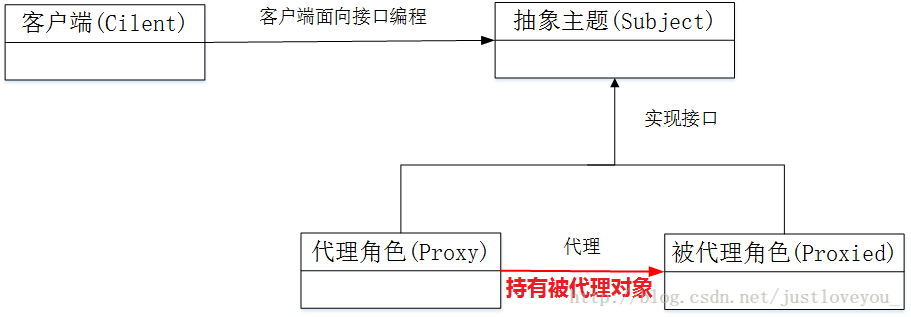 客户端(Cilent)
客户端面向接口编程
抽象主题(Subject)
实现接口
代理角色(Proxy)
代理
被代理角色(Proxied)
持有被代理对象
http://blog.csdn.net/justloveyou_